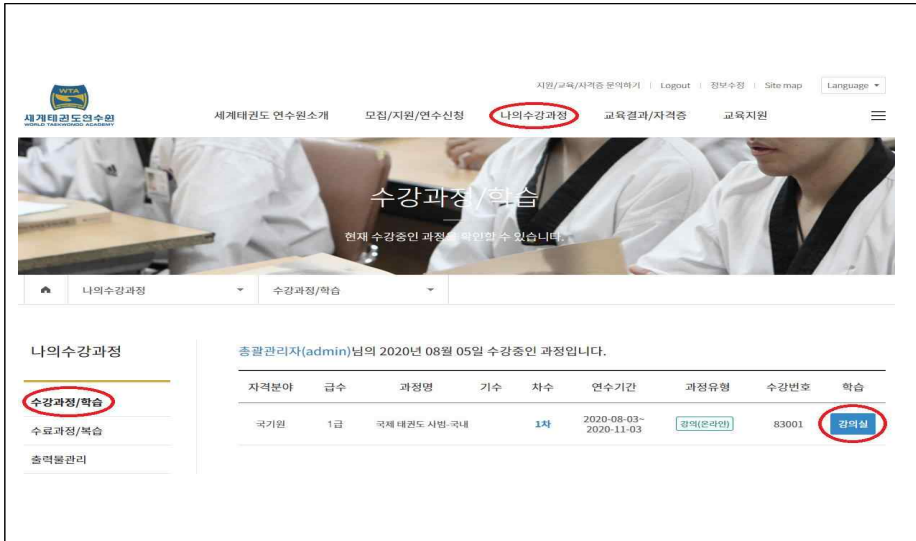 지원/교육/자격증 문의하기 | Logout | 정보수정 | Site map Language
WTA
세계태권도연수원
WORLD TAEKWONDO ACADEMY
세계태권도 연수원소개 모집/지원/연수신청 나의수강과정 교육결과/자격증 교육지원
수강과정/학습
현재 수강중인 과정을 확인할 수 있습니다.
나의수강과정 수강과정/학습
나의수강과정
수강과정/학습
수료과정/복습
출력물관리
총괄관리자(admin)님의 2020년 08월 05일 수강중인 과정입니다.
자격분야 급수 과정명 기수 차수 연수기간 과정유형 수강번호 학습
국기원 1급 국제 태권도 사범-국내 1차 2020-08-03~ 강의(온라인) 83001 강의실
2020-11-03